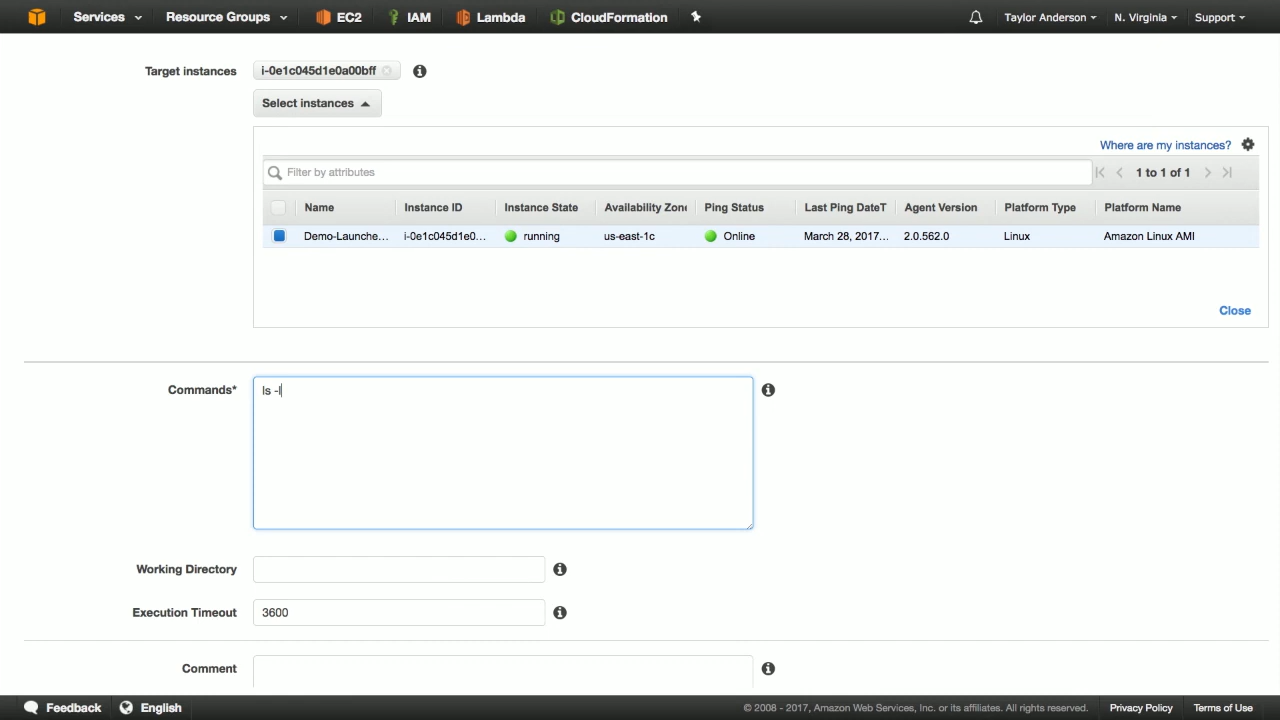 Services Resource Groups EC2 IAM Lambda CloudFormation Taylor Anderson N. Virginia Support
Target instances i-0e1c045d1e0a00bff
Select instances
Where are my instances?
Filter by attributes 1 to 1 of 1
Name Instance ID Instance State Availability Zone Ping Status Last Ping DateT Agent Version Platform Type Platform Name
Demo-Launche... i-0e1c045d1e0... running us-east-1c Online March 28, 2017... 2.0.562.0 Linux Amazon Linux AMI
Close
Commands* ls -l
Working Directory
Execution Timeout 3600
Comment
Feedback English © 2008 - 2017, Amazon Web Services, Inc. or its affiliates. All rights reserved. Privacy Policy Terms of Use